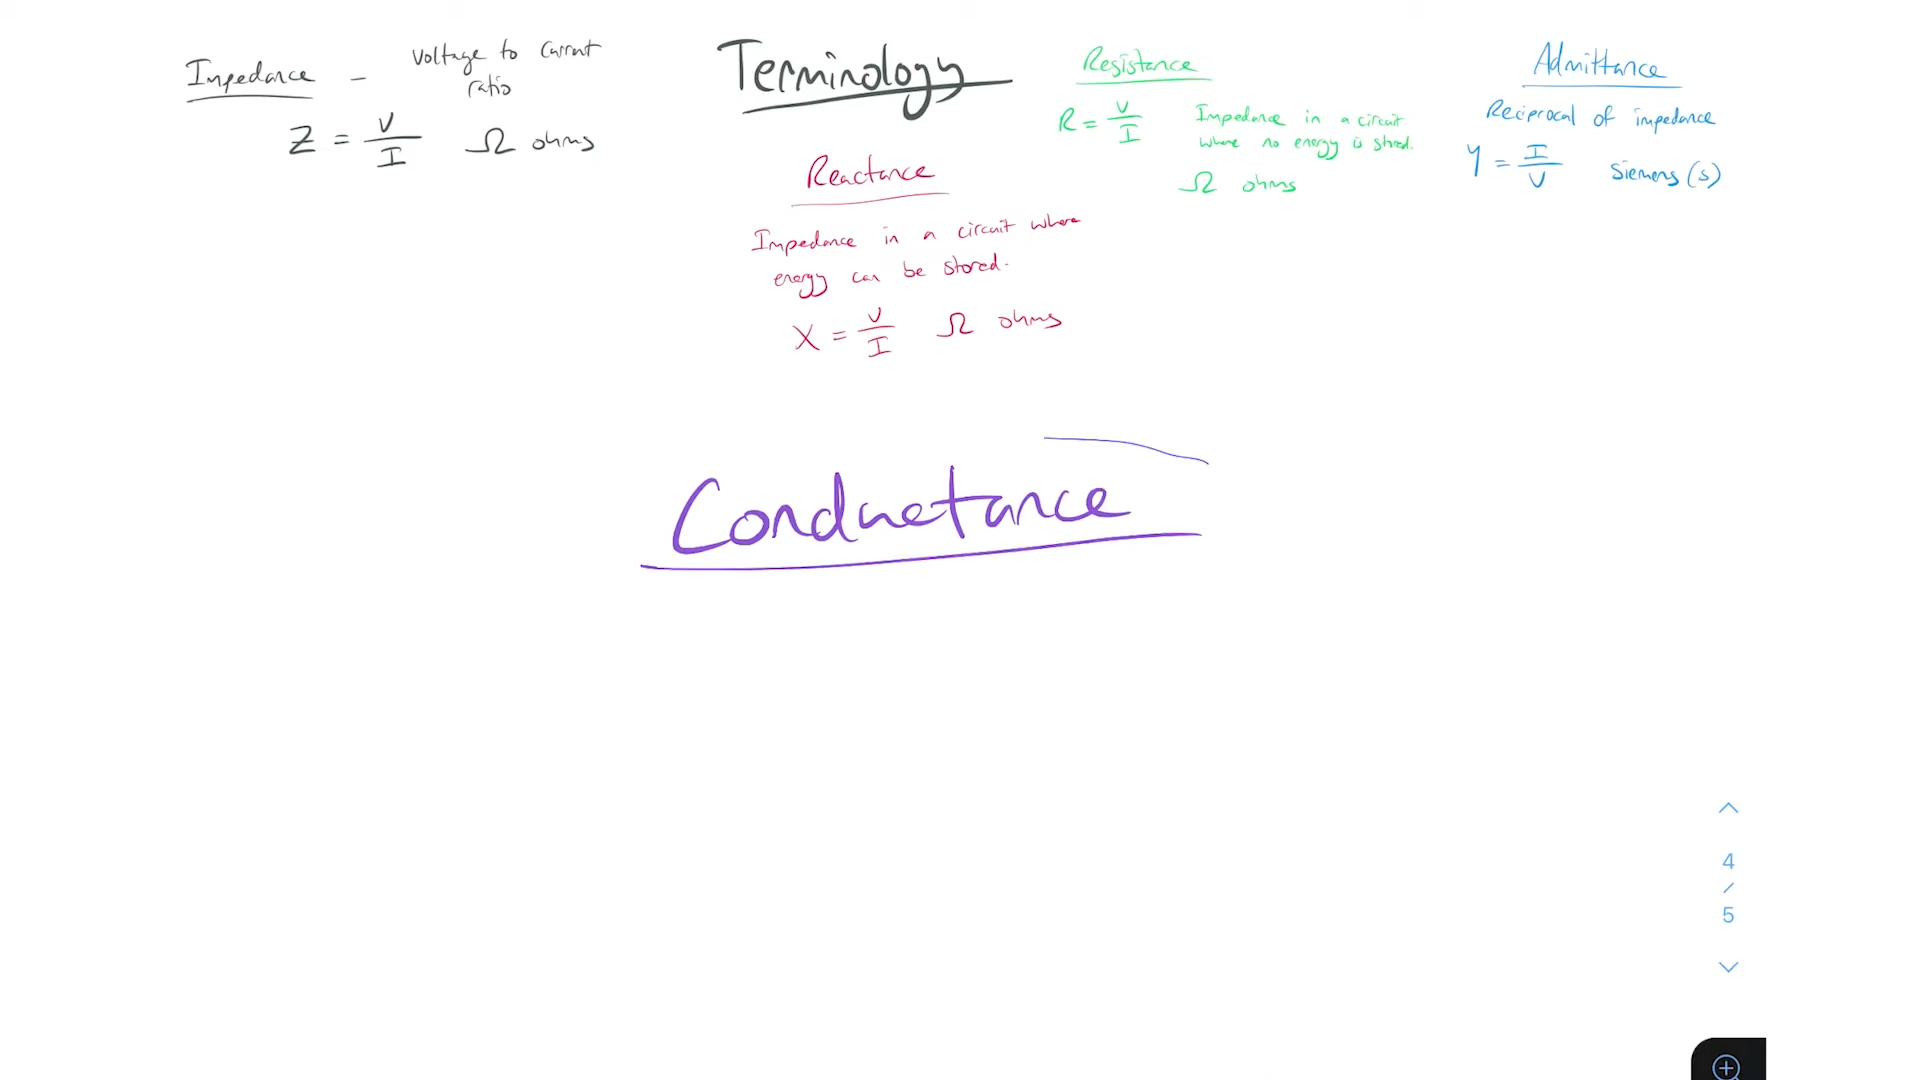 Impedance - Voltage to Current
ratio
Z = V/I Ω ohms
Terminology
Reactance
Impedance in a circuit where
energy can be stored.
X = V/I Ω ohms
Resistance
R = V/I Impedance in a circuit
where no energy is stored.
Ω ohms
Admittance
Reciprocal of impedance
Y = I/V Siemens (s)
Conductance
4
/
5